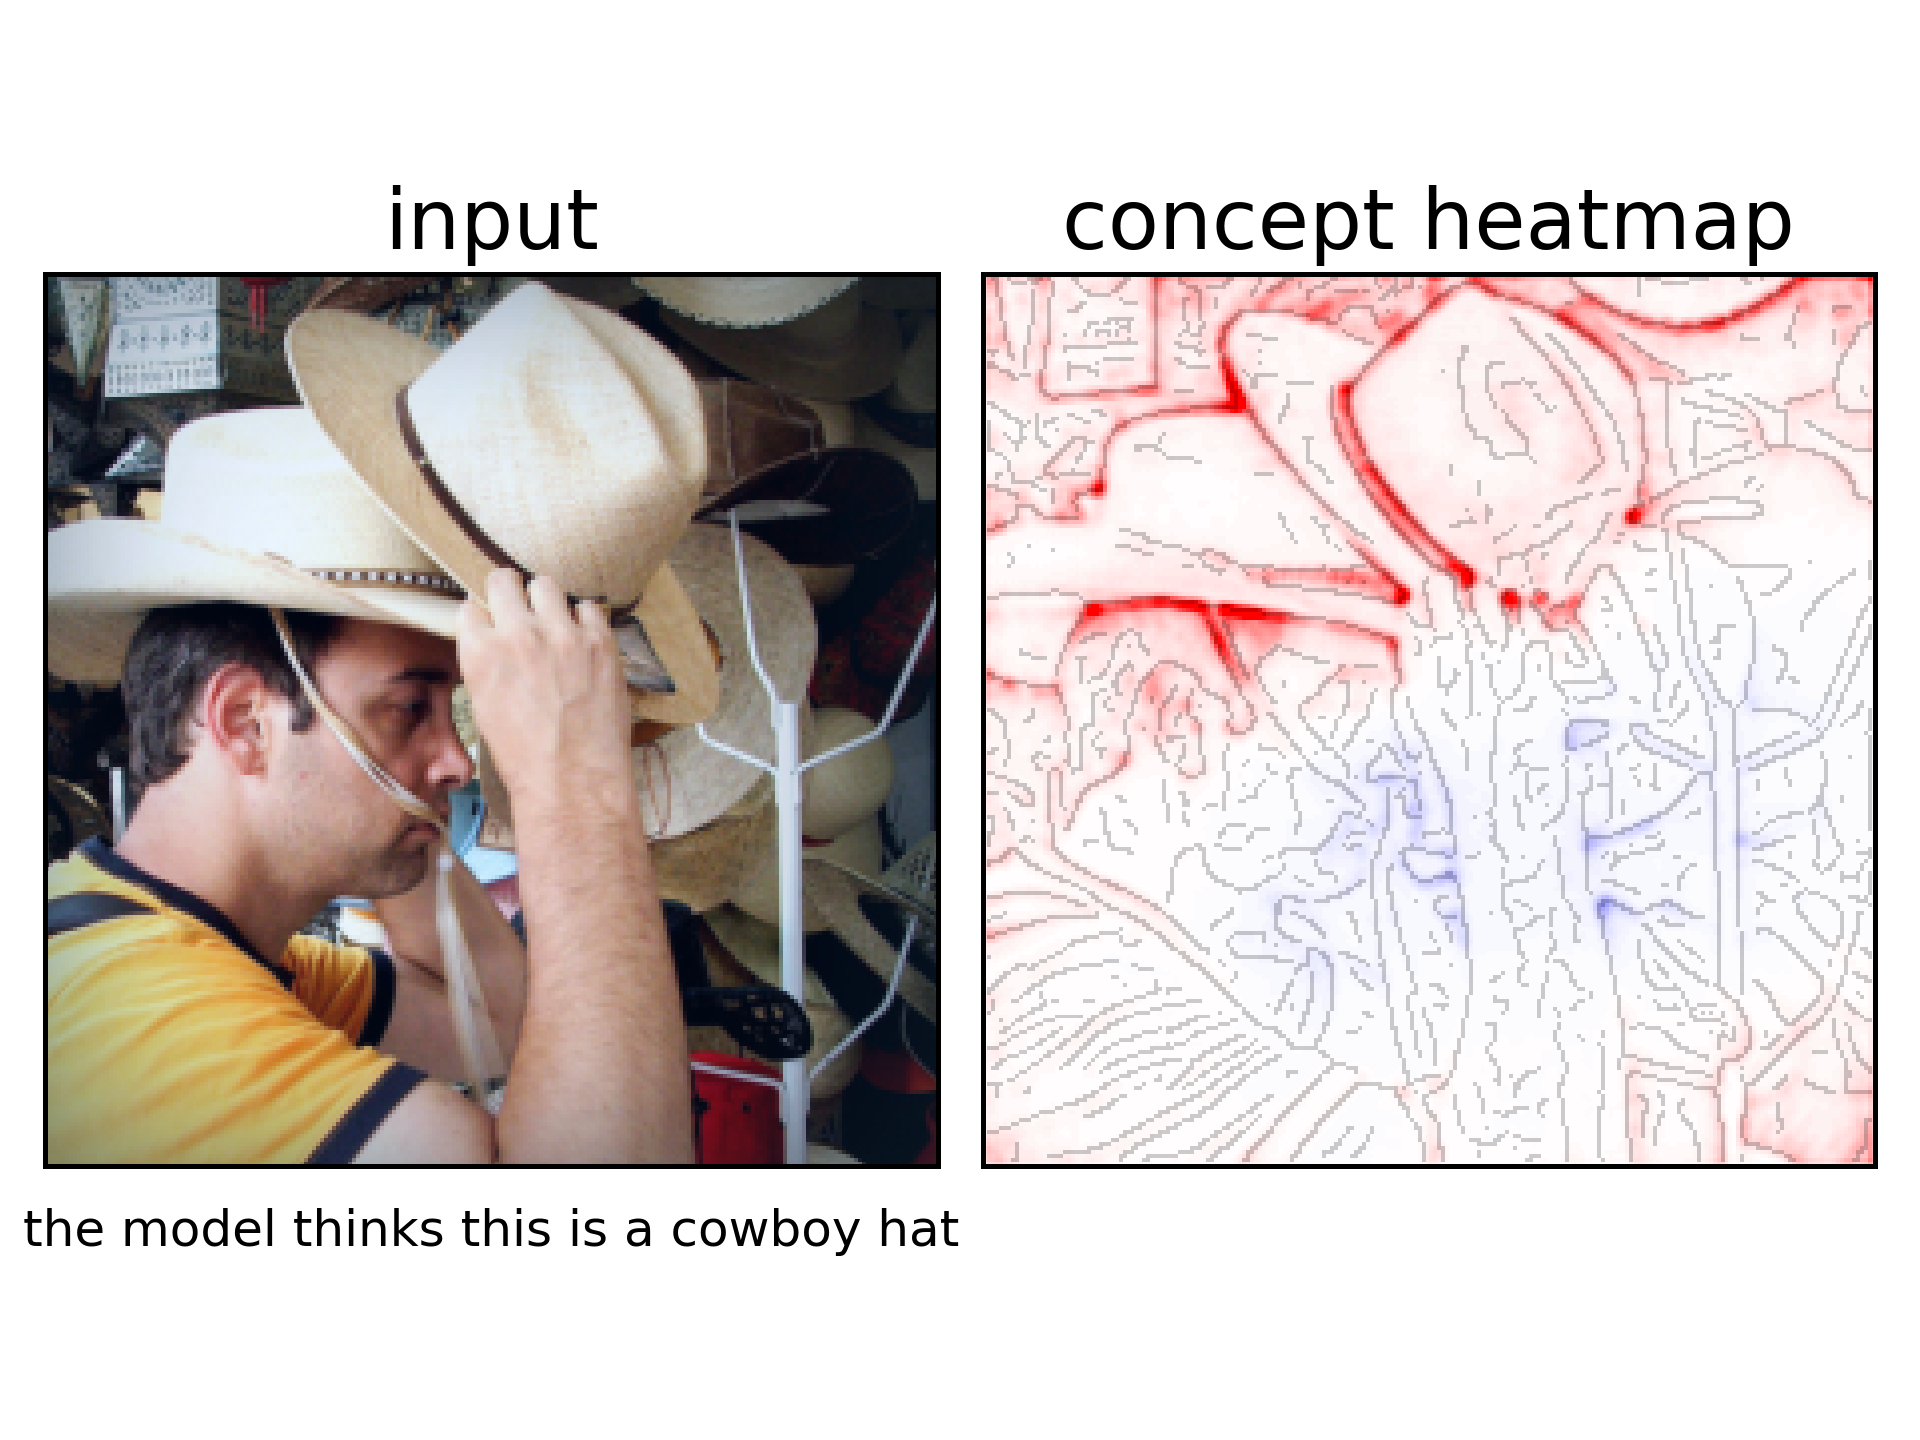 input
concept heatmap
the model thinks this is a cowboy hat